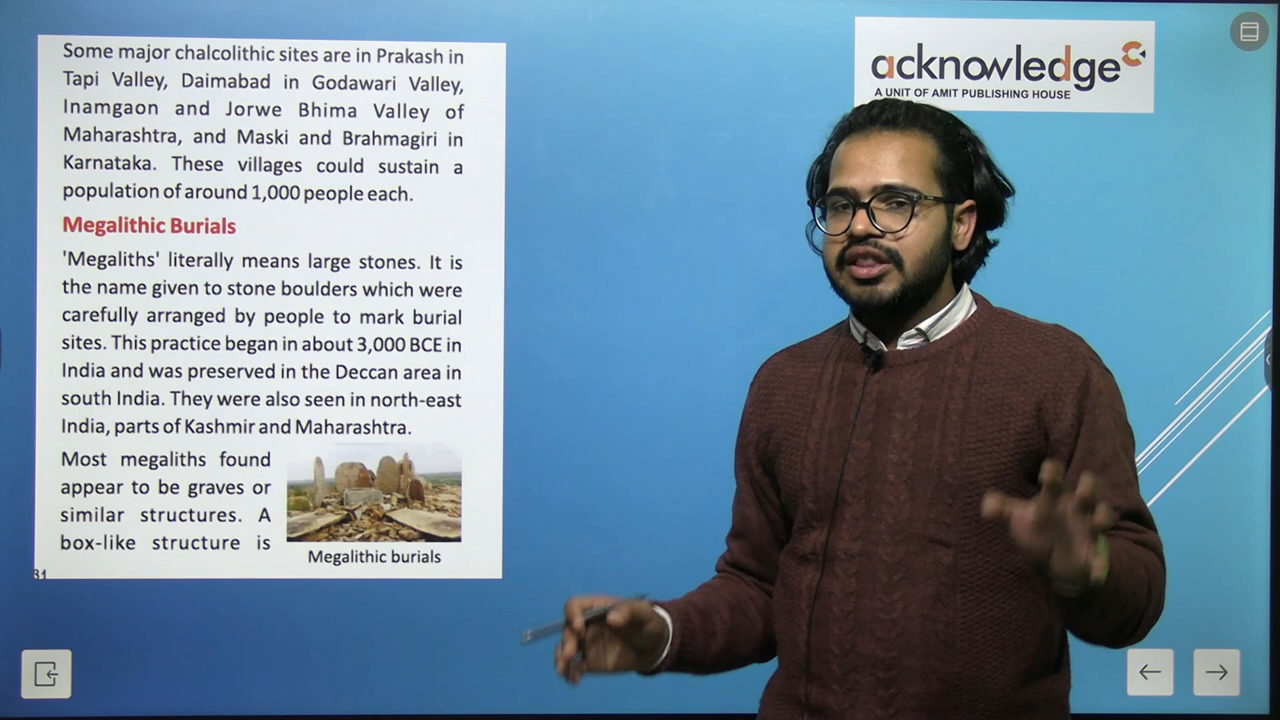 Some major chalcolithic sites are in Prakash in
Tapi Valley, Daimabad in Godawari Valley,
Inamgaon and Jorwe Bhima Valley of
Maharashtra, and Maski and Brahmagiri in
Karnataka. These villages could sustain a
population of around 1,000 people each.
Megalithic Burials
'Megaliths' literally means large stones. It is
the name given to stone boulders which were
carefully arranged by people to mark burial
sites. This practice began in about 3,000 BCE in
India and was preserved in the Deccan area in
south India. They were also seen in north-east
India, parts of Kashmir and Maharashtra.
Most megaliths found
appear to be graves or
similar structures. A
box-like structure is
Megalithic burials
31
acknowledge
A UNIT OF AMIT PUBLISHING HOUSE